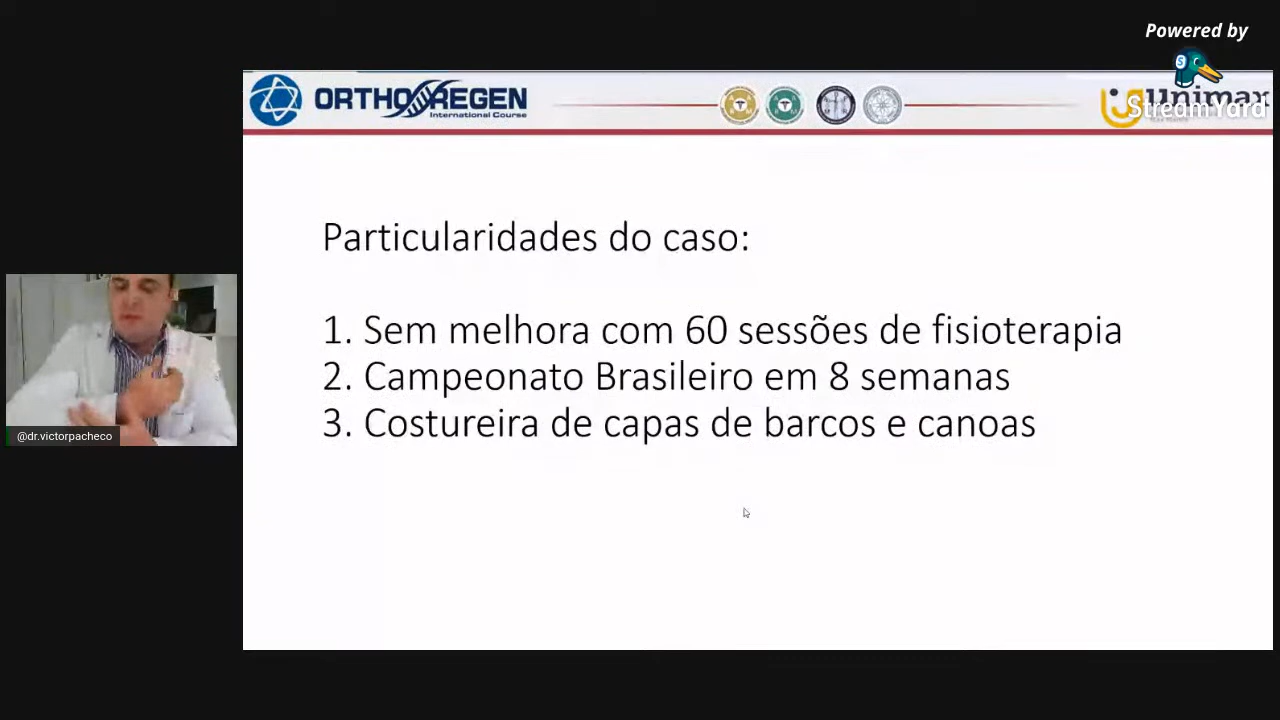 Powered by
StreamYard
ORTHOREGEN
International Course
Unimax
Particularidades do caso:
1. Sem melhora com 60 sessões de fisioterapia
2. Campeonato Brasileiro em 8 semanas
3. Costureira de capas de barcos e canoas
@dr.victorpacheco